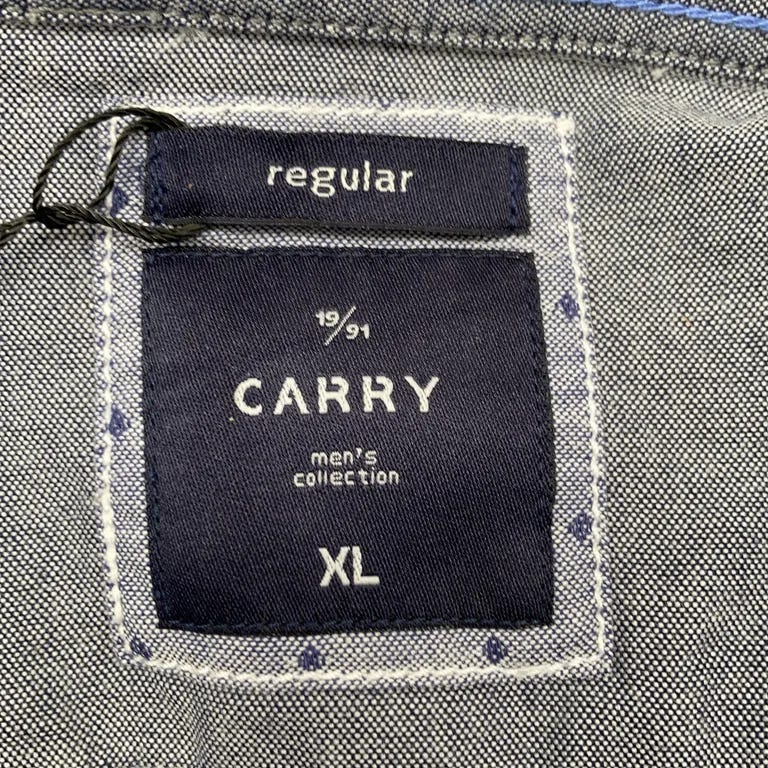 regular
19/91
CARRY
men's
collection
XL